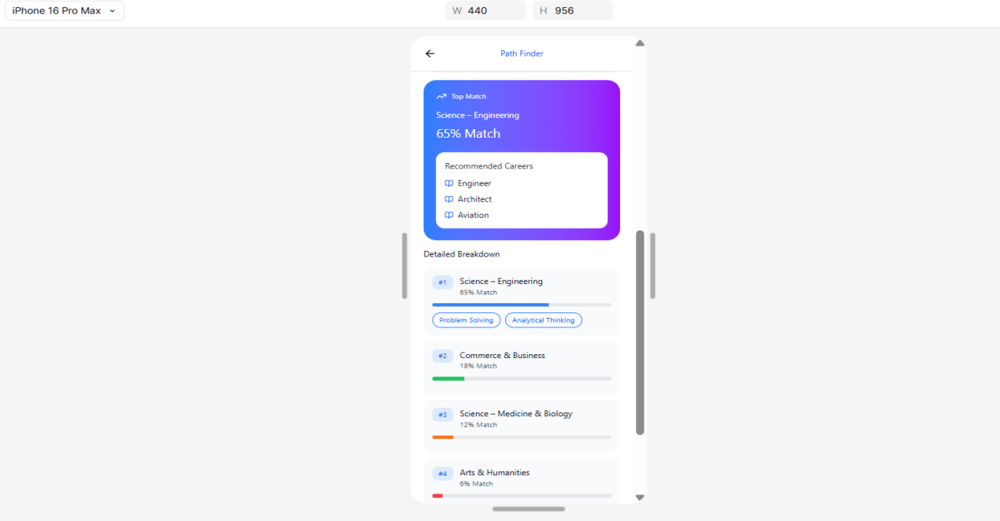 iPhone 16 Pro Max
W 440 H 956
Path Finder
Top Match
Science – Engineering
65% Match
Recommended Careers
Engineer
Architect
Aviation
Detailed Breakdown
#1 Science – Engineering
65% Match
Problem Solving Analytical Thinking
#2 Commerce & Business
18% Match
#3 Science – Medicine & Biology
12% Match
#4 Arts & Humanities
6% Match